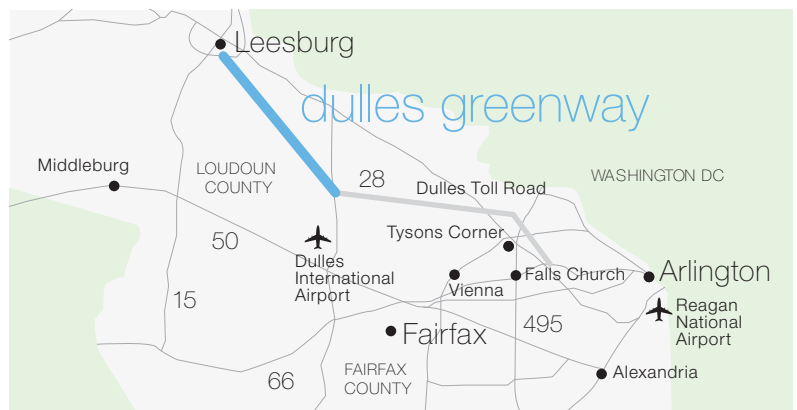 Leesburg
dulles greenway
Middleburg
LOUDOUN
COUNTY
28
WASHINGTON DC
Dulles Toll Road
50
Tysons Corner
Dulles
International
Airport
Vienna
Falls Church
Arlington
15
Reagan
National
Airport
495
Fairfax
66
FAIRFAX
COUNTY
Alexandria